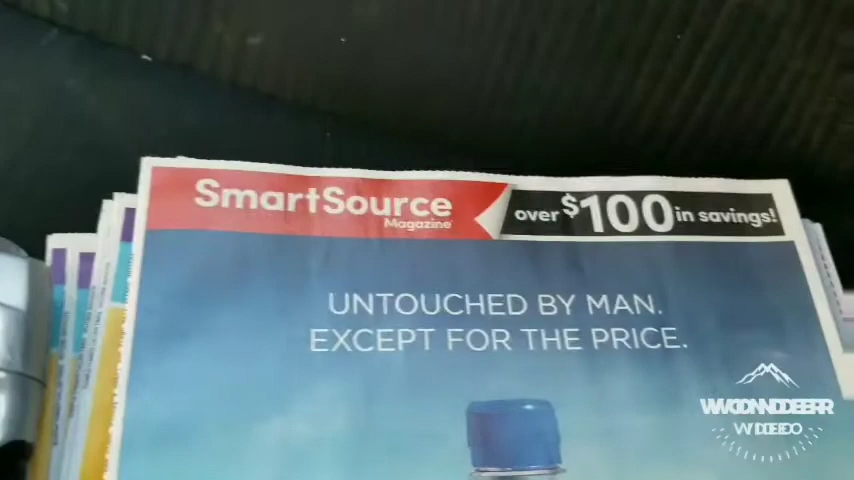 SmartSource
Magazine
over $100 in savings!
UNTOUCHED BY MAN.
EXCEPT FOR THE PRICE.